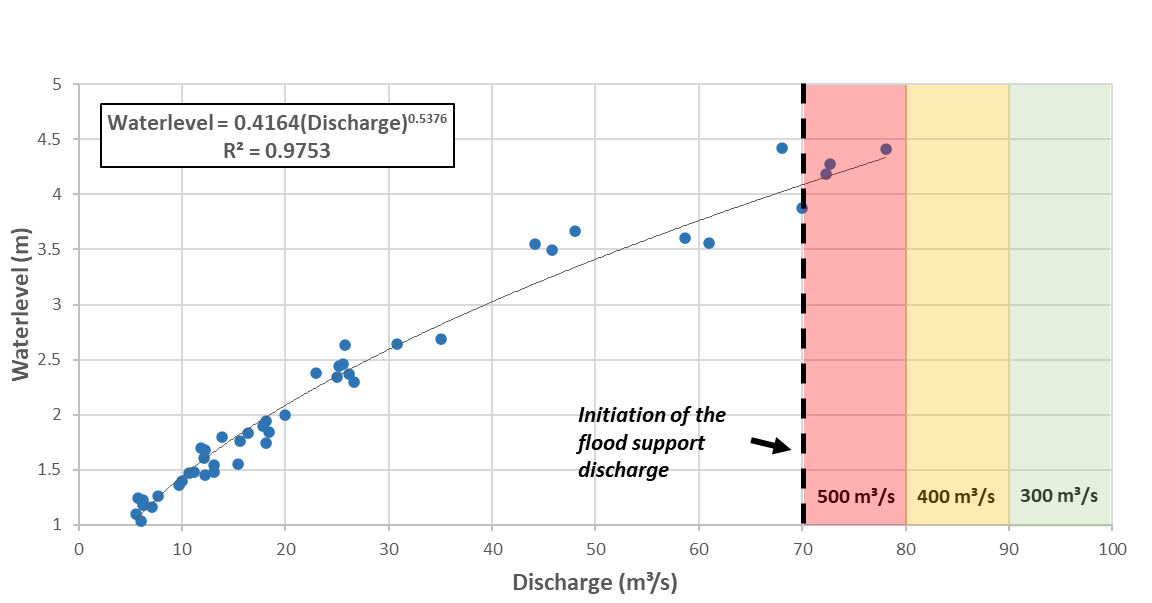 Waterlevel = 0.4164(Discharge)^0.5376
R² = 0.9753
5
4.5
4
3.5
3
2.5
2
1.5
1
Waterlevel (m)
Initiation of the
flood support
discharge
500 m³/s
400 m³/s
300 m³/s
0
10
20
30
40
50
60
70
80
90
100
Discharge (m³/s)